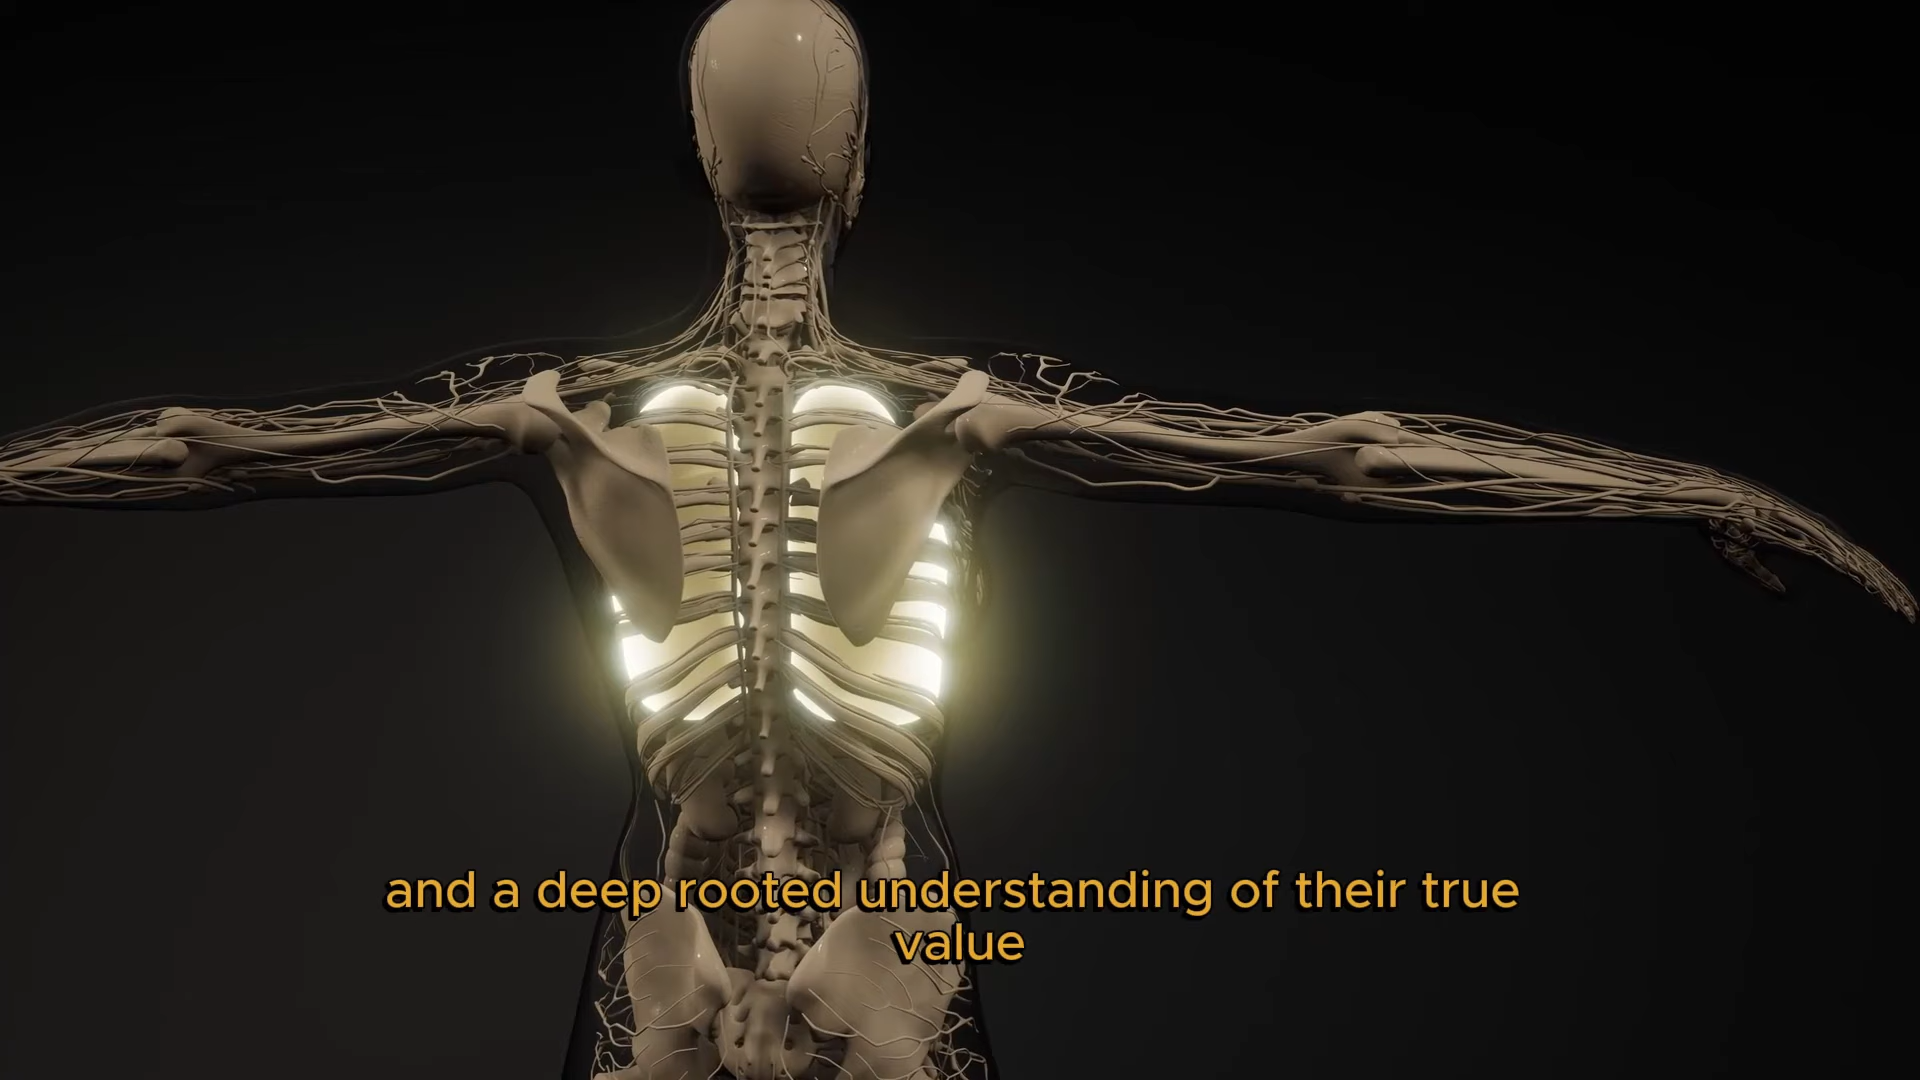 and a deep rooted understanding of their true
value